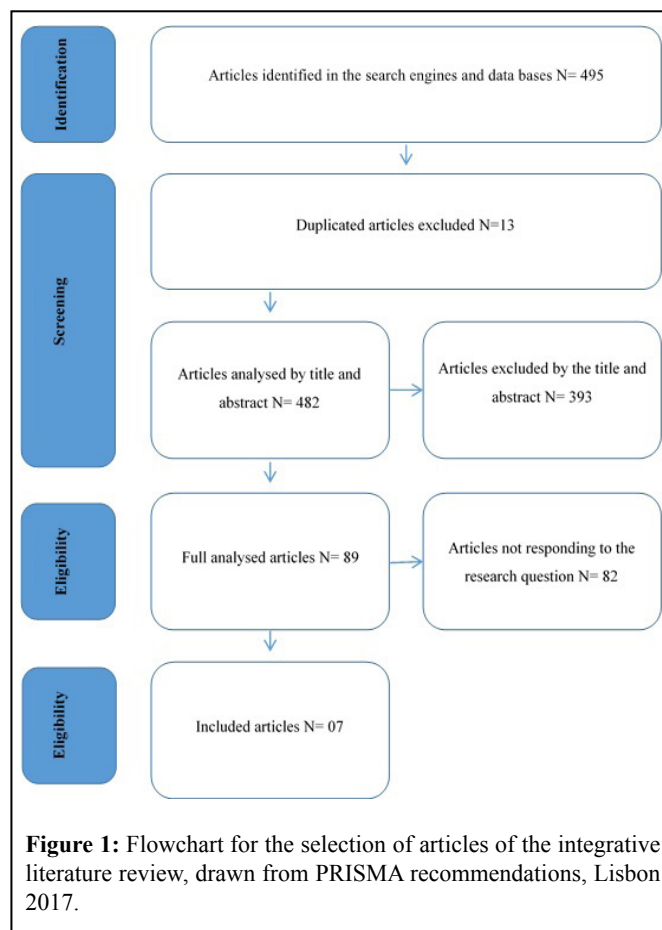 Identification
Articles identified in the search engines and data bases N= 495
Screening
Duplicated articles excluded N=13
Articles analysed by title and
abstract N= 482
Articles excluded by the title and
abstract N= 393
Eligibility
Full analysed articles N= 89
Articles not responding to the
research question N= 82
Eligibility
Included articles N= 07
Figure 1: Flowchart for the selection of articles of the integrative
literature review, drawn from PRISMA recommendations, Lisbon
2017.